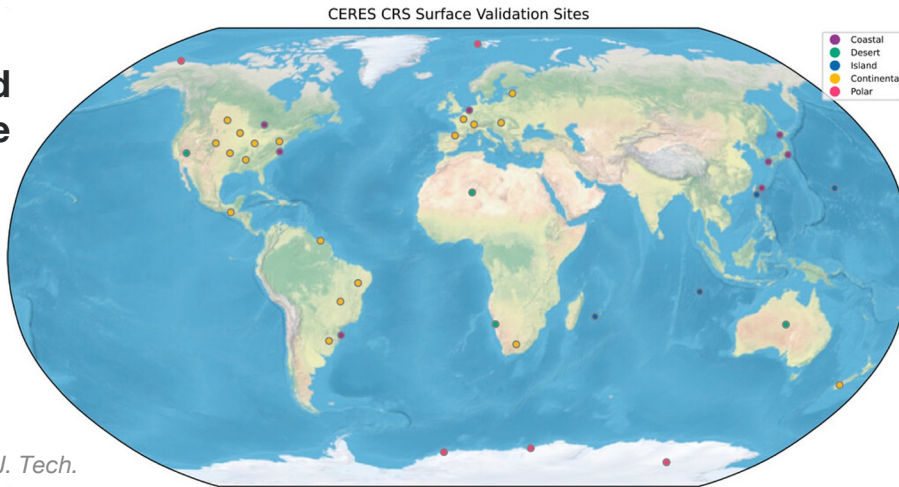 CERES CRS Surface Validation Sites
Coastal
Desert
Island
Continenta
Polar
d
e
J. Tech.